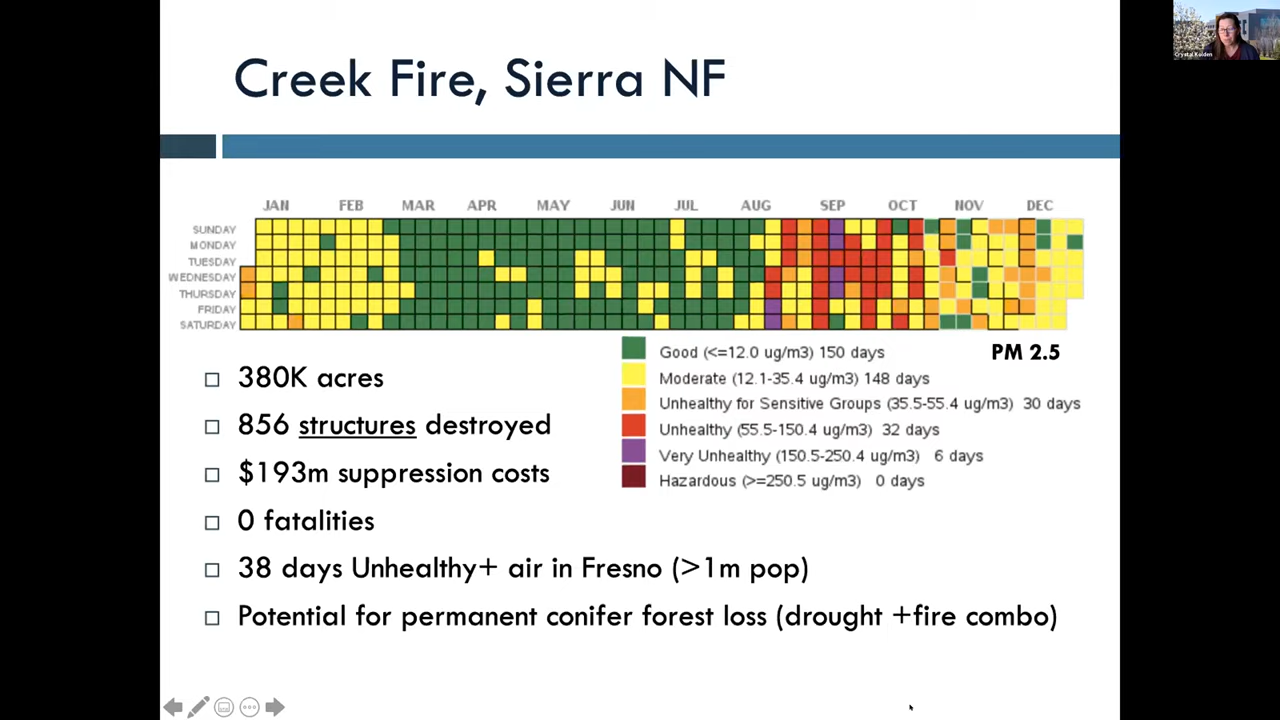 Creek Fire, Sierra NF
Crystal Kolden
JAN FEB MAR APR MAY JUN JUL AUG SEP OCT NOV DEC
SUNDAY
MONDAY
TUESDAY
WEDNESDAY
THURSDAY
FRIDAY
SATURDAY
Good (<=12.0 ug/m3) 150 days
PM 2.5
Moderate (12.1-35.4 ug/m3) 148 days
Unhealthy for Sensitive Groups (35.5-55.4 ug/m3) 30 days
Unhealthy (55.5-150.4 ug/m3) 32 days
Very Unhealthy (150.5-250.4 ug/m3) 6 days
Hazardous (>=250.5 ug/m3) 0 days
380K acres
856 structures destroyed
$193m suppression costs
0 fatalities
38 days Unhealthy+ air in Fresno (>1m pop)
Potential for permanent conifer forest loss (drought +fire combo)